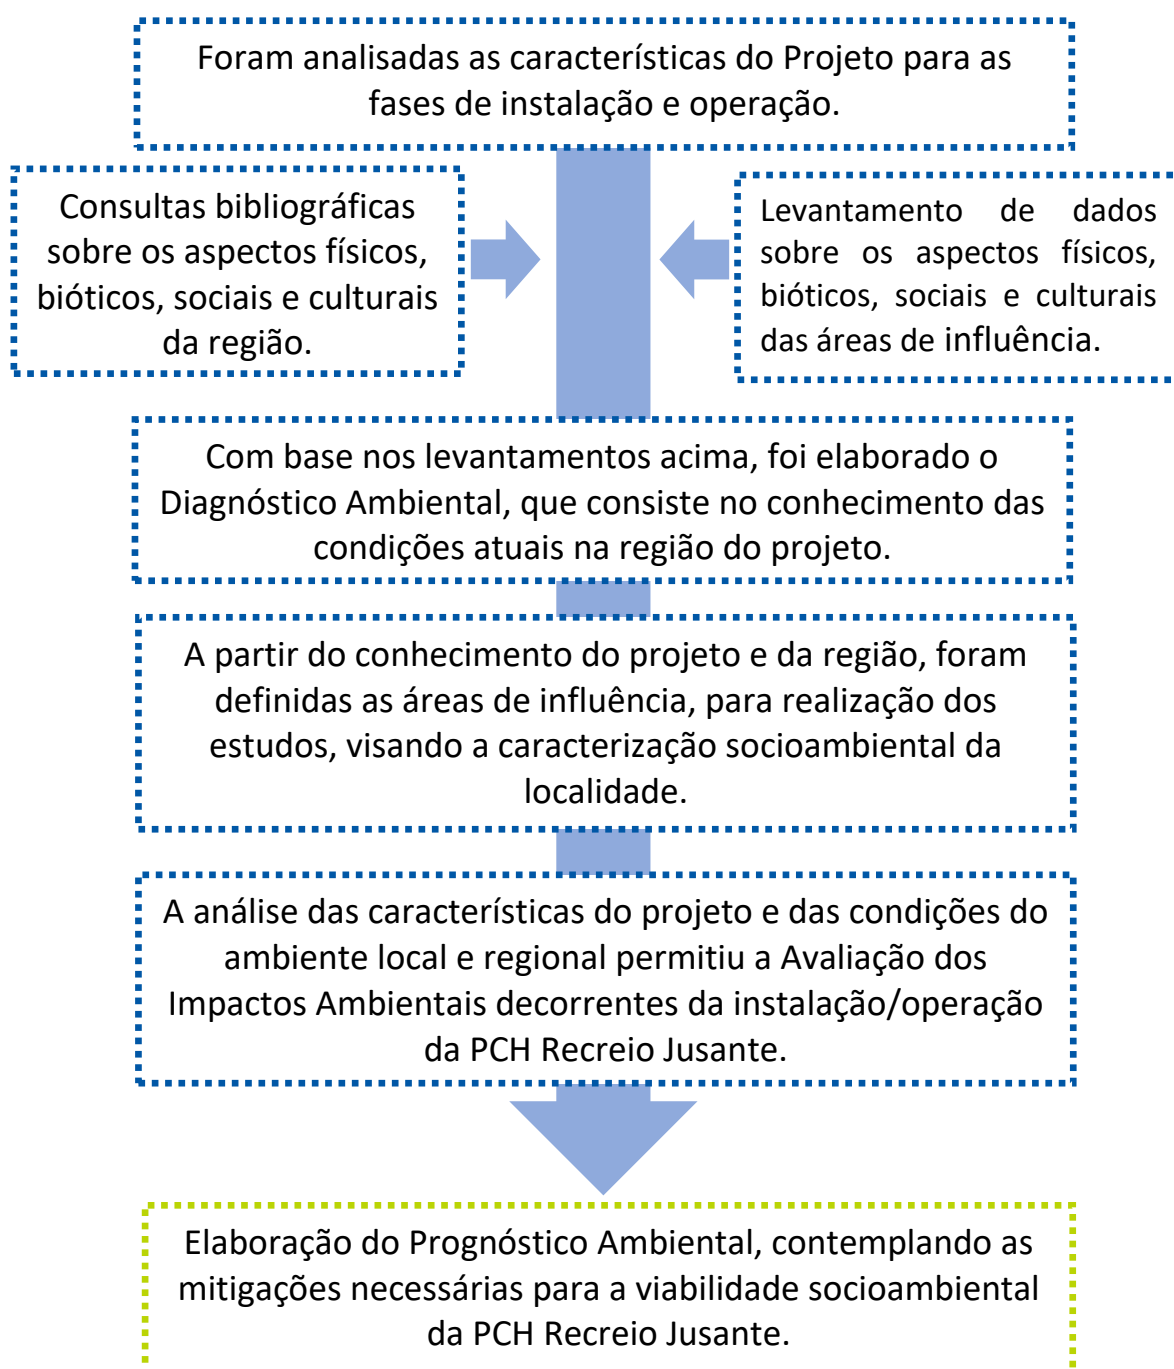 Foram analisadas as características do Projeto para as
fases de instalação e operação.
Consultas bibliográficas
sobre os aspectos físicos,
bióticos, sociais e culturais
da região.
Levantamento de dados
sobre os aspectos físicos,
bióticos, sociais e culturais
das áreas de influência.
Com base nos levantamentos acima, foi elaborado o
Diagnóstico Ambiental, que consiste no conhecimento das
condições atuais na região do projeto.
A partir do conhecimento do projeto e da região, foram
definidas as áreas de influência, para realização dos
estudos, visando a caracterização socioambiental da
localidade.
A análise das características do projeto e das condições do
ambiente local e regional permitiu a Avaliação dos
Impactos Ambientais decorrentes da instalação/operação
da PCH Recreio Jusante.
Elaboração do Prognóstico Ambiental, contemplando as
mitigações necessárias para a viabilidade socioambiental
da PCH Recreio Jusante.